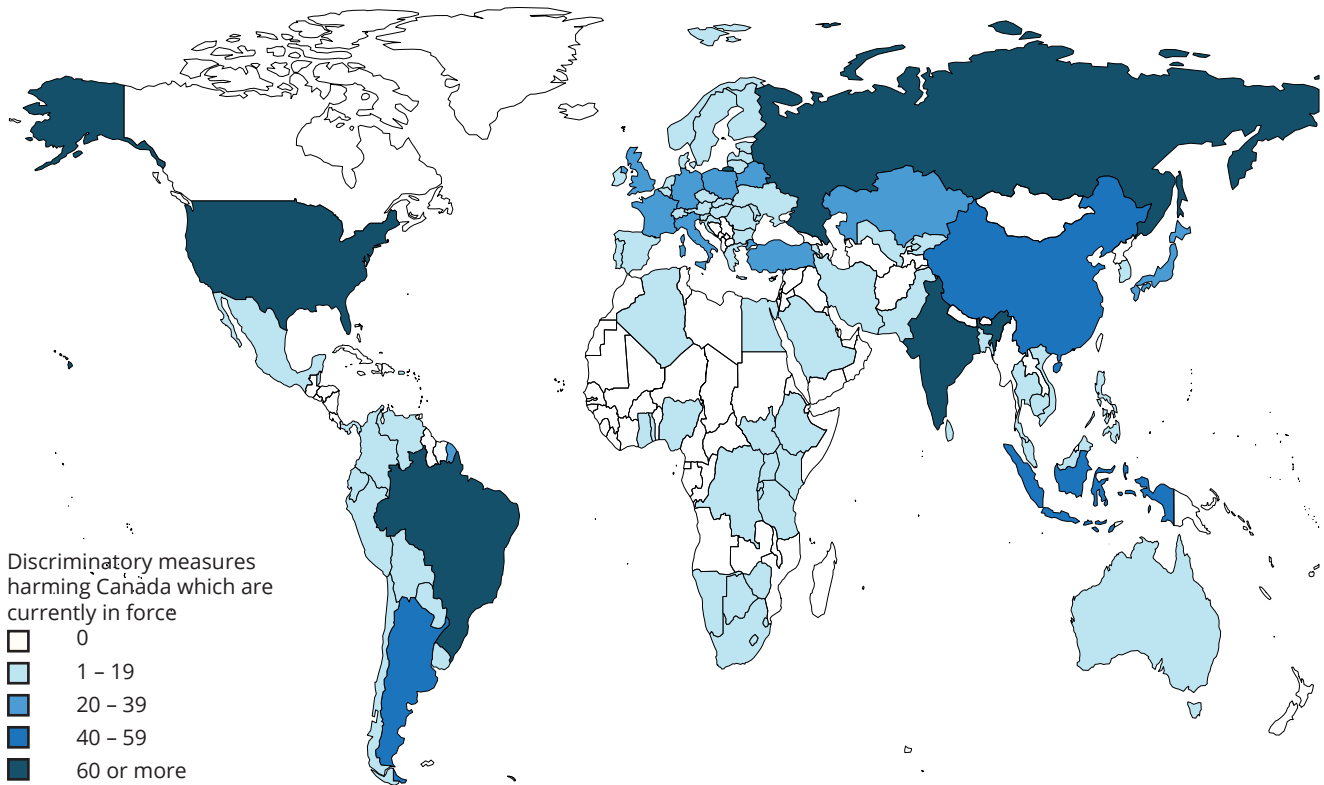 Discriminatory measures
harming Canada which are
currently in force
0
1 – 19
20 – 39
40 – 59
60 or more